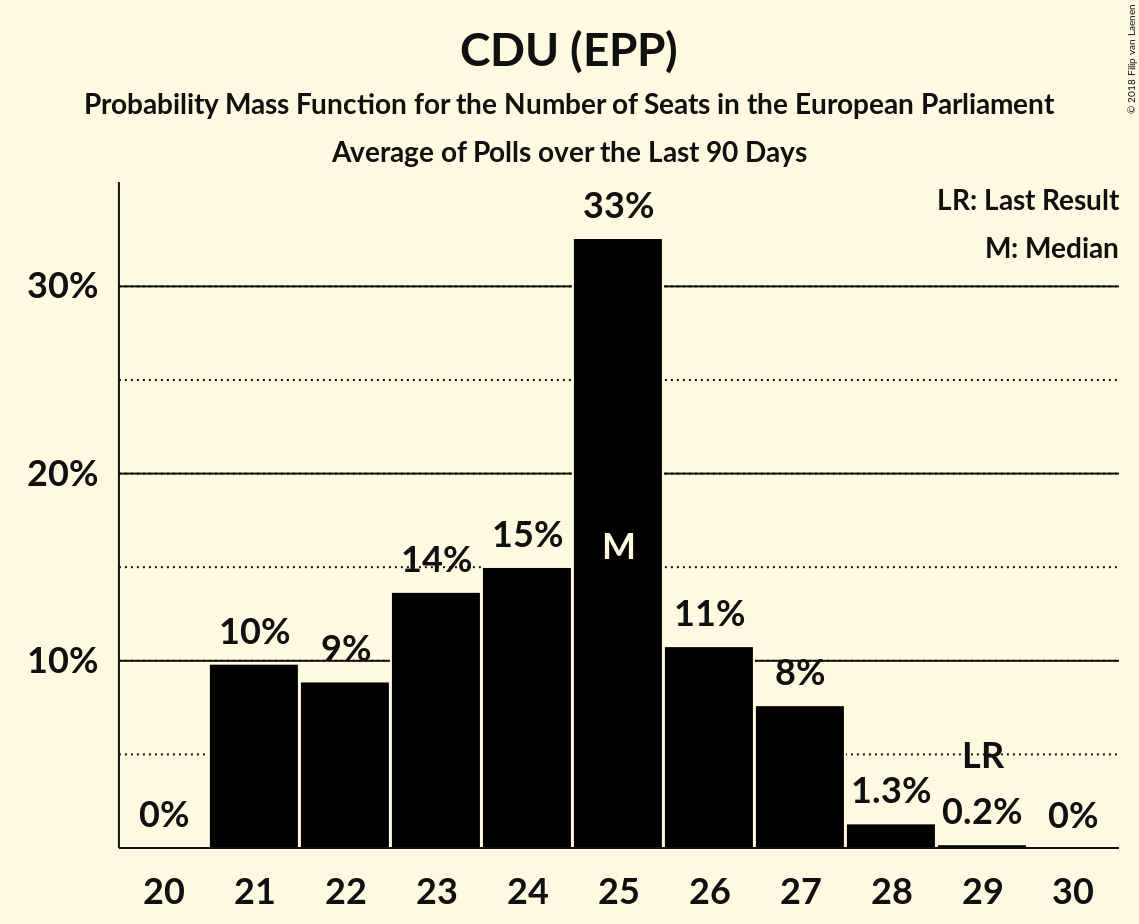 CDU (EPP)
Probability Mass Function for the Number of Seats in the European Parliament
Average of Polls over the Last 90 Days
© 2018 Filip van Laenen
LR: Last Result
M: Median
30%
20%
10%
0%
10%
9%
14%
15%
33%
M
11%
8%
1.3%
LR
0.2%
0%
20 21 22 23 24 25 26 27 28 29 30